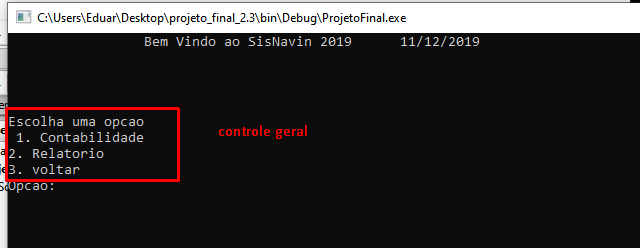 C:\Users\Eduar\Desktop\projeto_final_2.3\bin\Debug\ProjetoFinal.exe
Bem Vindo ao SisNavin 2019 11/12/2019
Escolha uma opcao
1. Contabilidade
controle geral
2. Relatorio
3. voltar
Opcao: